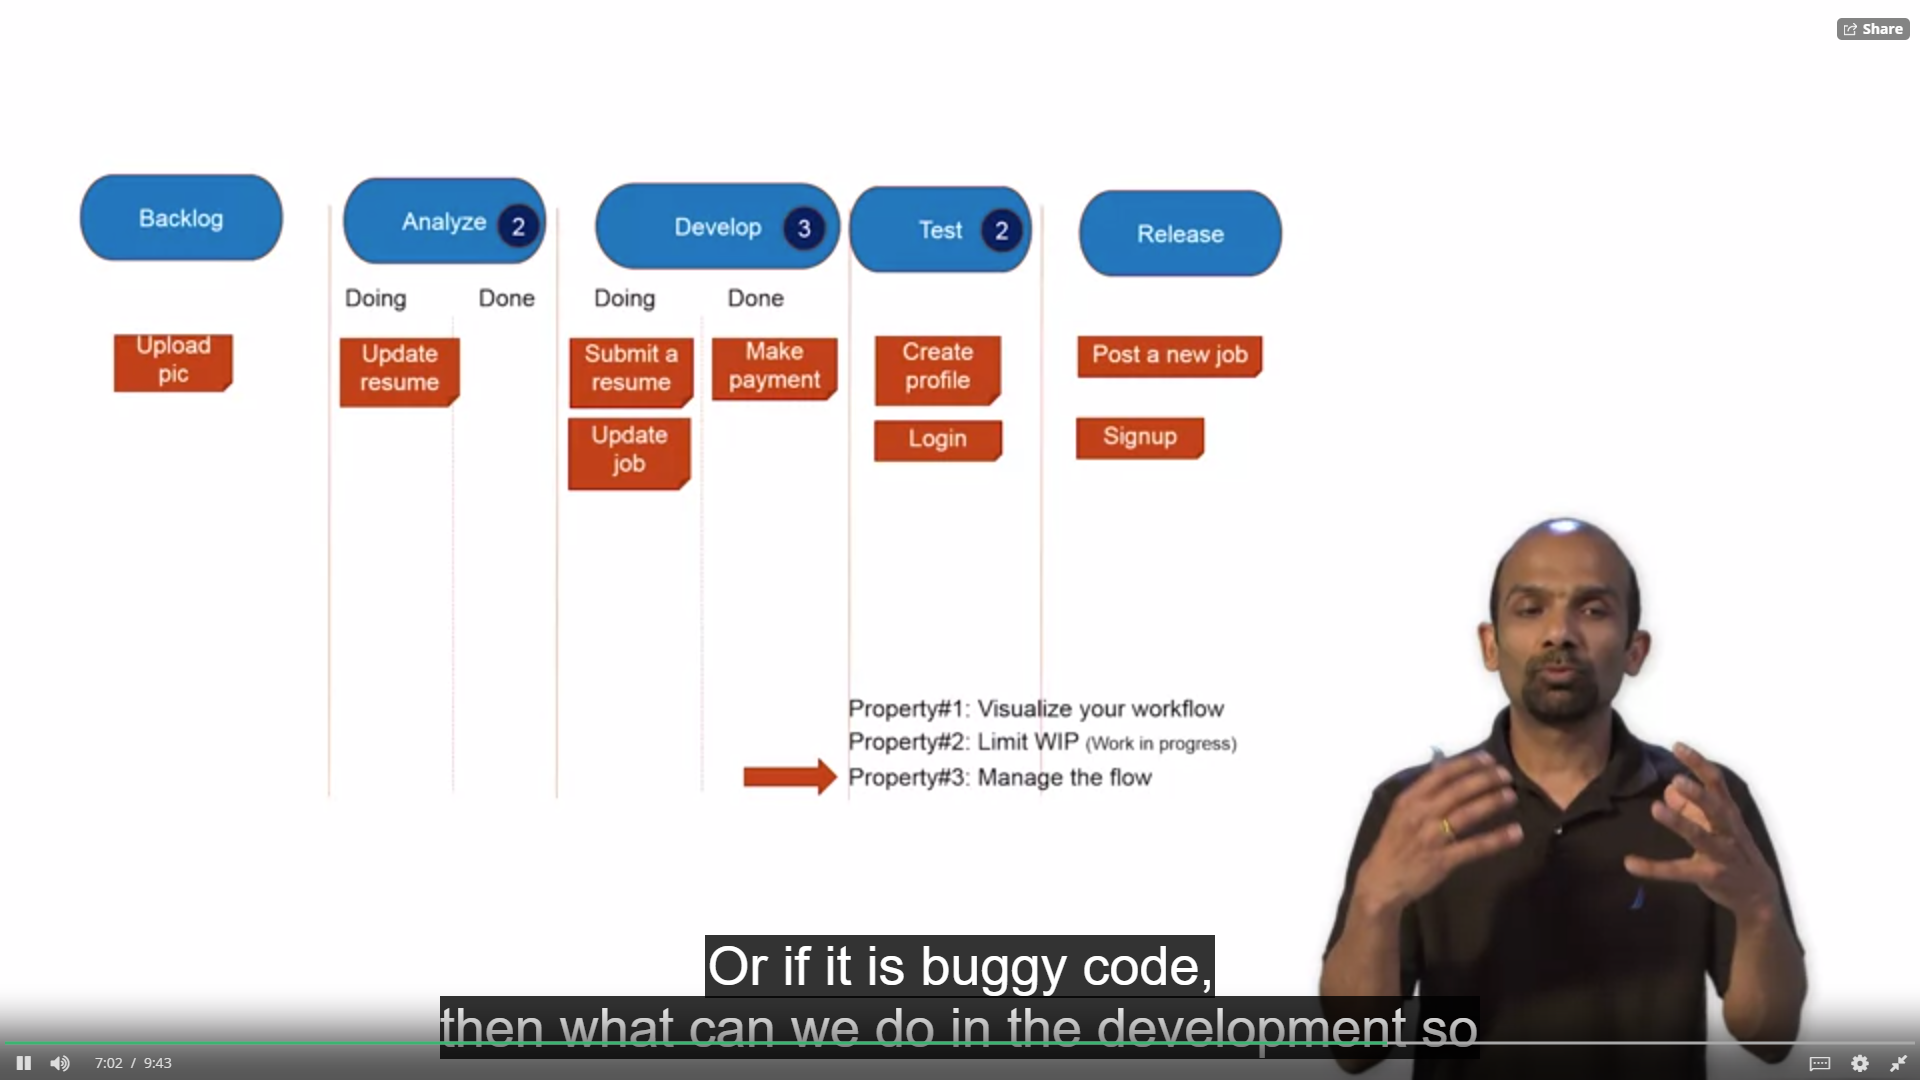 Share
Backlog
Analyze 2
Develop 3
Test 2
Release
Doing
Done
Doing
Done
Upload
pic
Update
resume
Submit a
resume
Update
job
Make
payment
Create
profile
Login
Post a new job
Signup
Property#1: Visualize your workflow
Property#2: Limit WIP (Work in progress)
Property#3: Manage the flow
Or if it is buggy code,
then what can we do in the development so
7:02 / 9:43